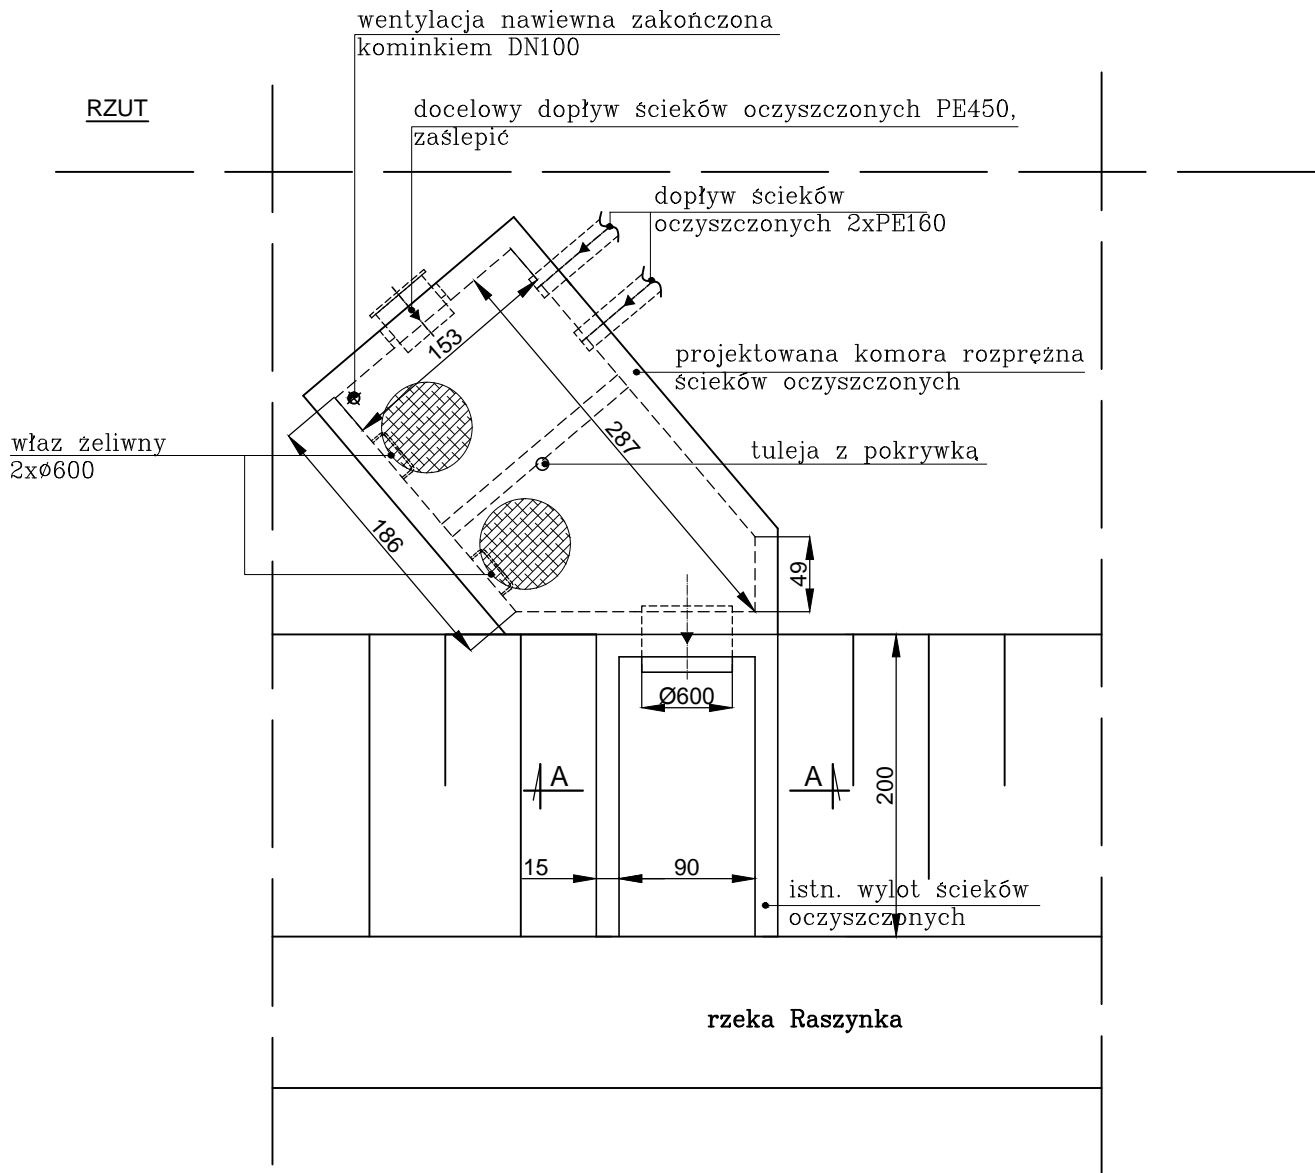 wentylacja nawiewna zakończona
kominkiem DN100
RZUT
docelowy dopływ ścieków oczyszczonych PE450,
zaślepić
dopływ ścieków
oczyszczonych 2xPE160
153
projektowana komora rozprężna
ścieków oczyszczonych
287
właz żeliwny
2xø600
tuleja z pokrywką
186
49
Ø600
A
A
200
15
90
istn. wylot ścieków
oczyszczonych
rzeka Raszynka